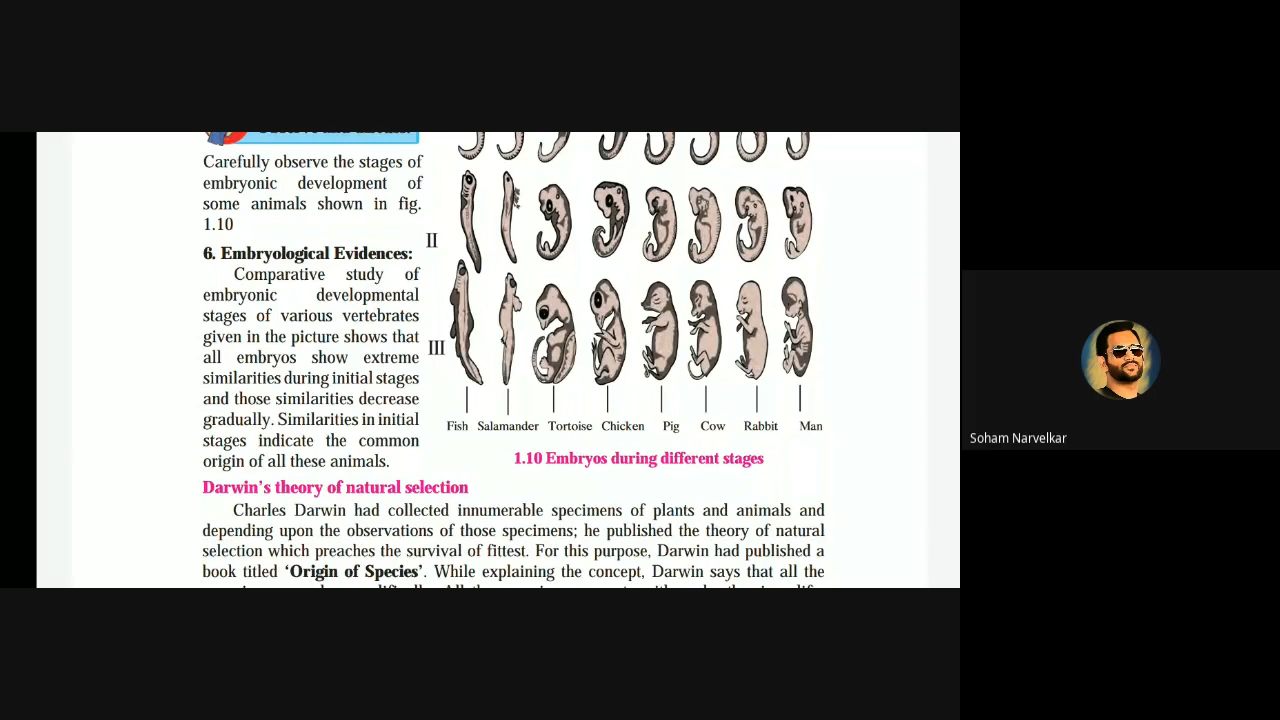 Carefully observe the stages of
embryonic development of
some animals shown in fig.
1.10
6. Embryological Evidences:
Comparative study of
embryonic developmental
stages of various vertebrates
given in the picture shows that
all embryos show extreme
similarities during initial stages
and those similarities decrease
gradually. Similarities in initial
stages indicate the common
origin of all these animals.
II
III
Fish Salamander Tortoise Chicken Pig Cow Rabbit Man
1.10 Embryos during different stages
Darwin's theory of natural selection
Charles Darwin had collected innumerable specimens of plants and animals and
depending upon the observations of those specimens; he published the theory of natural
selection which preaches the survival of fittest. For this purpose, Darwin had published a
book titled ‘Origin of Species’. While explaining the concept, Darwin says that all the
Soham Narvelkar